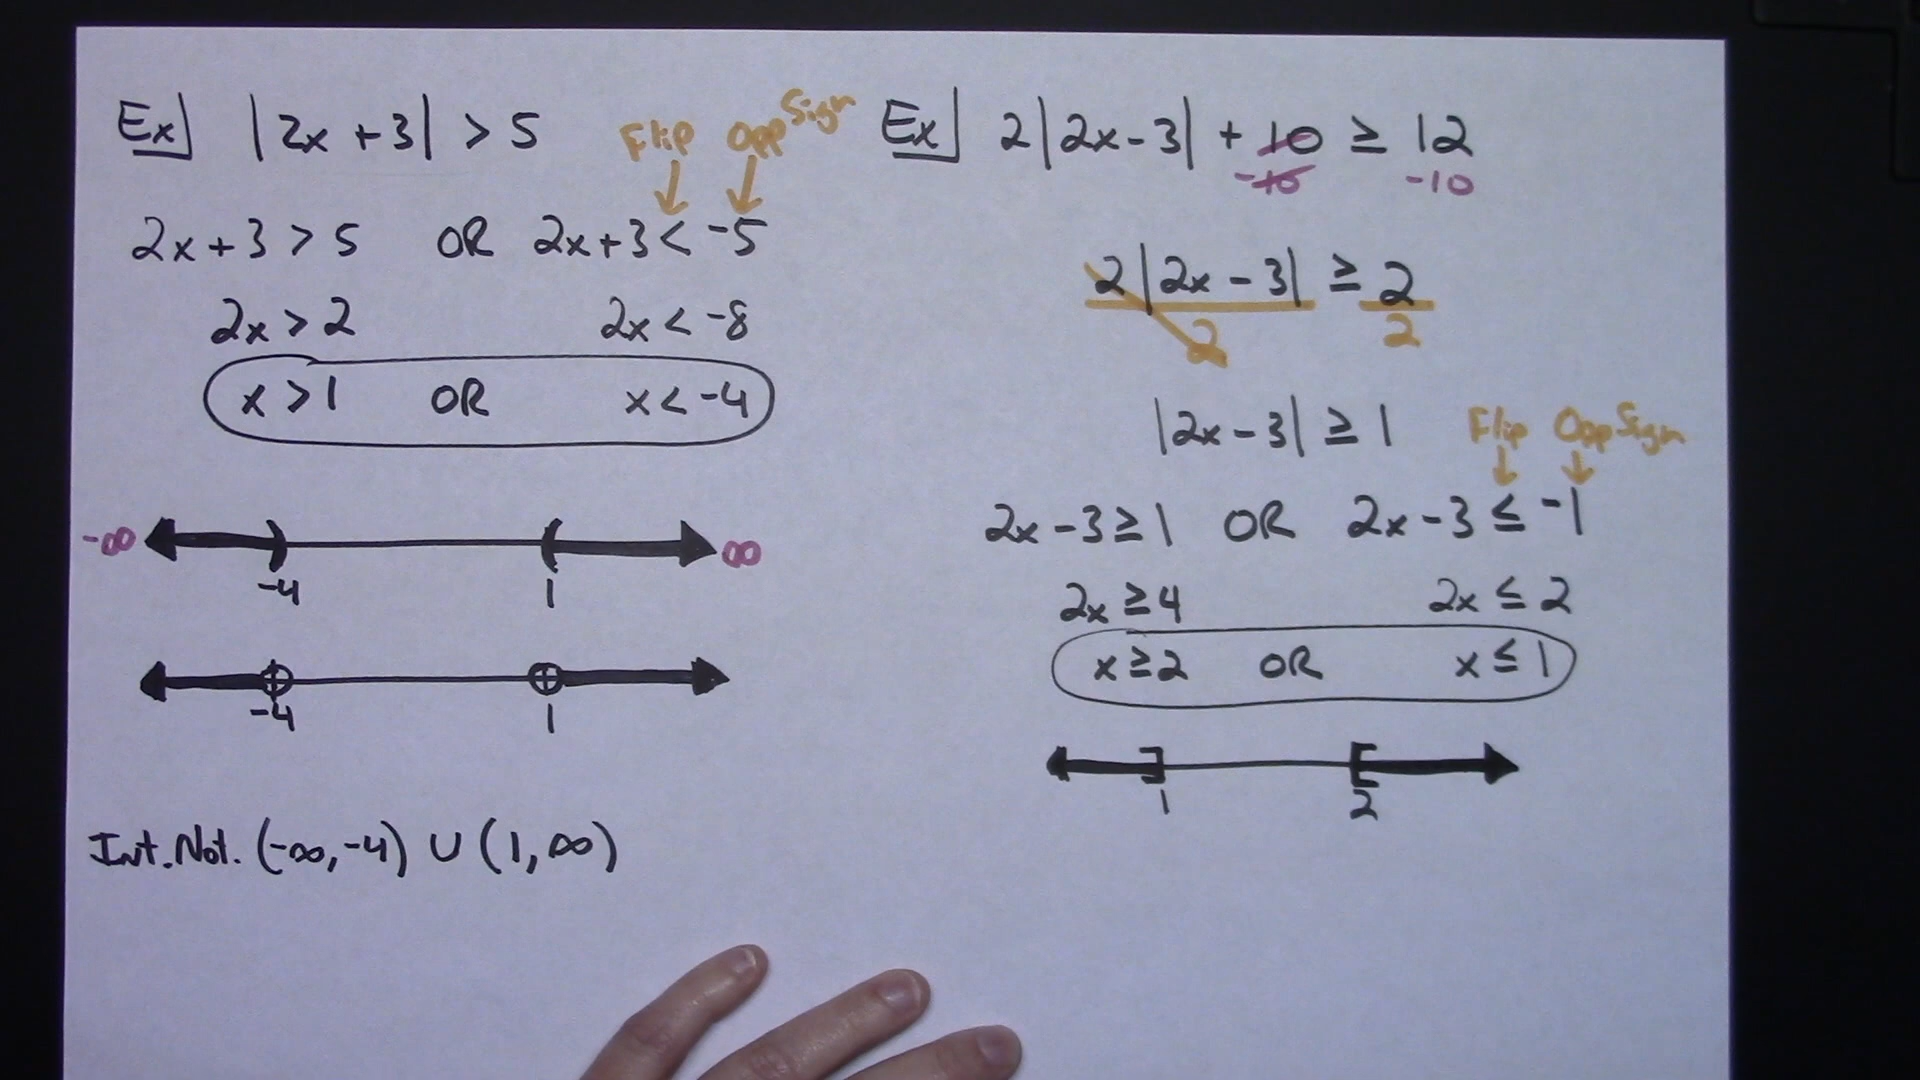 Ex| |2x+3| > 5
Flip Opp Sign
2x+3 > 5 OR 2x+3 < -5
2x > 2 2x < -8
x > 1 OR x < -4
-∞ ∞
-4 1
-4 1
Int. Not. (-∞, -4) ∪ (1, ∞)
Ex| 2|2x-3| + 10 ≥ 12
-10 -10
2|2x-3| ≥ 2
2 2
|2x-3| ≥ 1
Flip Opp Sign
2x-3 ≥ 1 OR 2x-3 ≤ -1
2x ≥ 4 2x ≤ 2
x ≥ 2 OR x ≤ 1
1 2